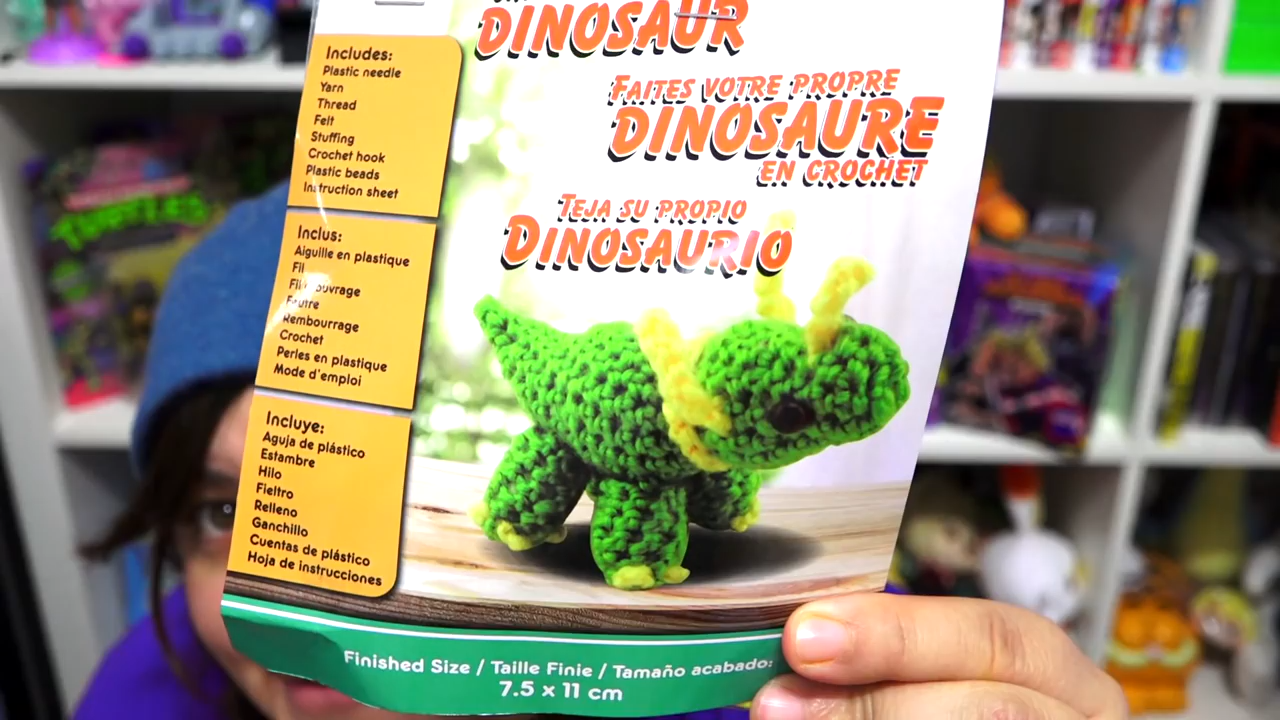 DINOSAUR
FAITES VOTRE PROPRE
DINOSAURE
EN CROCHET
TEJA SU PROPIO
DINOSAURIO
Includes:
Plastic needle
Yarn
Thread
Felt
Stuffing
Crochet hook
Plastic beads
Instruction sheet
Inclus:
Aiguille en plastique
Fil
Feutre
Rembourrage
Crochet
Perles en plastique
Mode d'emploi
Incluye:
Aguja de plástico
Estambre
Hilo
Fieltro
Relleno
Ganchillo
Cuentas de plástico
Hoja de instrucciones
Finished Size / Taille Finie / Tamaño acabado:
7.5 x 11 cm
TURTLES